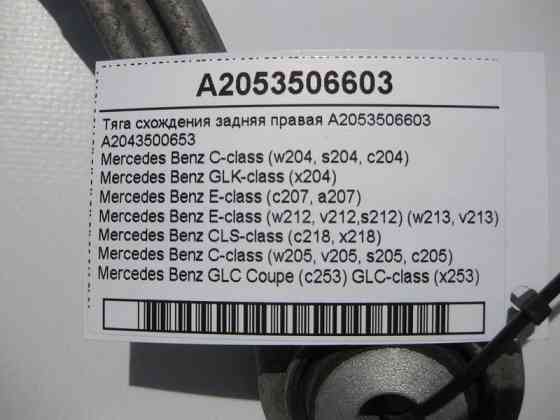 A2053506603
Тяга схождения задняя правая A2053506603
A2043500653
Mercedes Benz C-class (w204, s204, c204)
Mercedes Benz GLK-class (x204)
Mercedes Benz E-class (c207, a207)
Mercedes Benz E-class (w212, v212,s212) (w213, v213)
Mercedes Benz CLS-class (c218, x218)
Mercedes Benz C-class (w205, v205, s205, c205)
Mercedes Benz GLC Coupe (c253) GLC-class (x253)